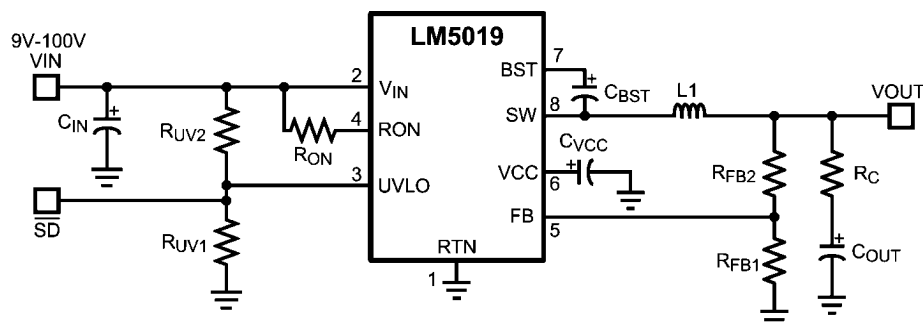 LM5019
9V-100V
VIN
7
BST
2
VIN
CBST
L1
VOUT
8
SW
CIN
RUV2
4
RON
RON
CVCC
3
UVLO
VCC
6
RFB2
RC
SD
FB
5
RUV1
RTN
1
RFB1
COUT